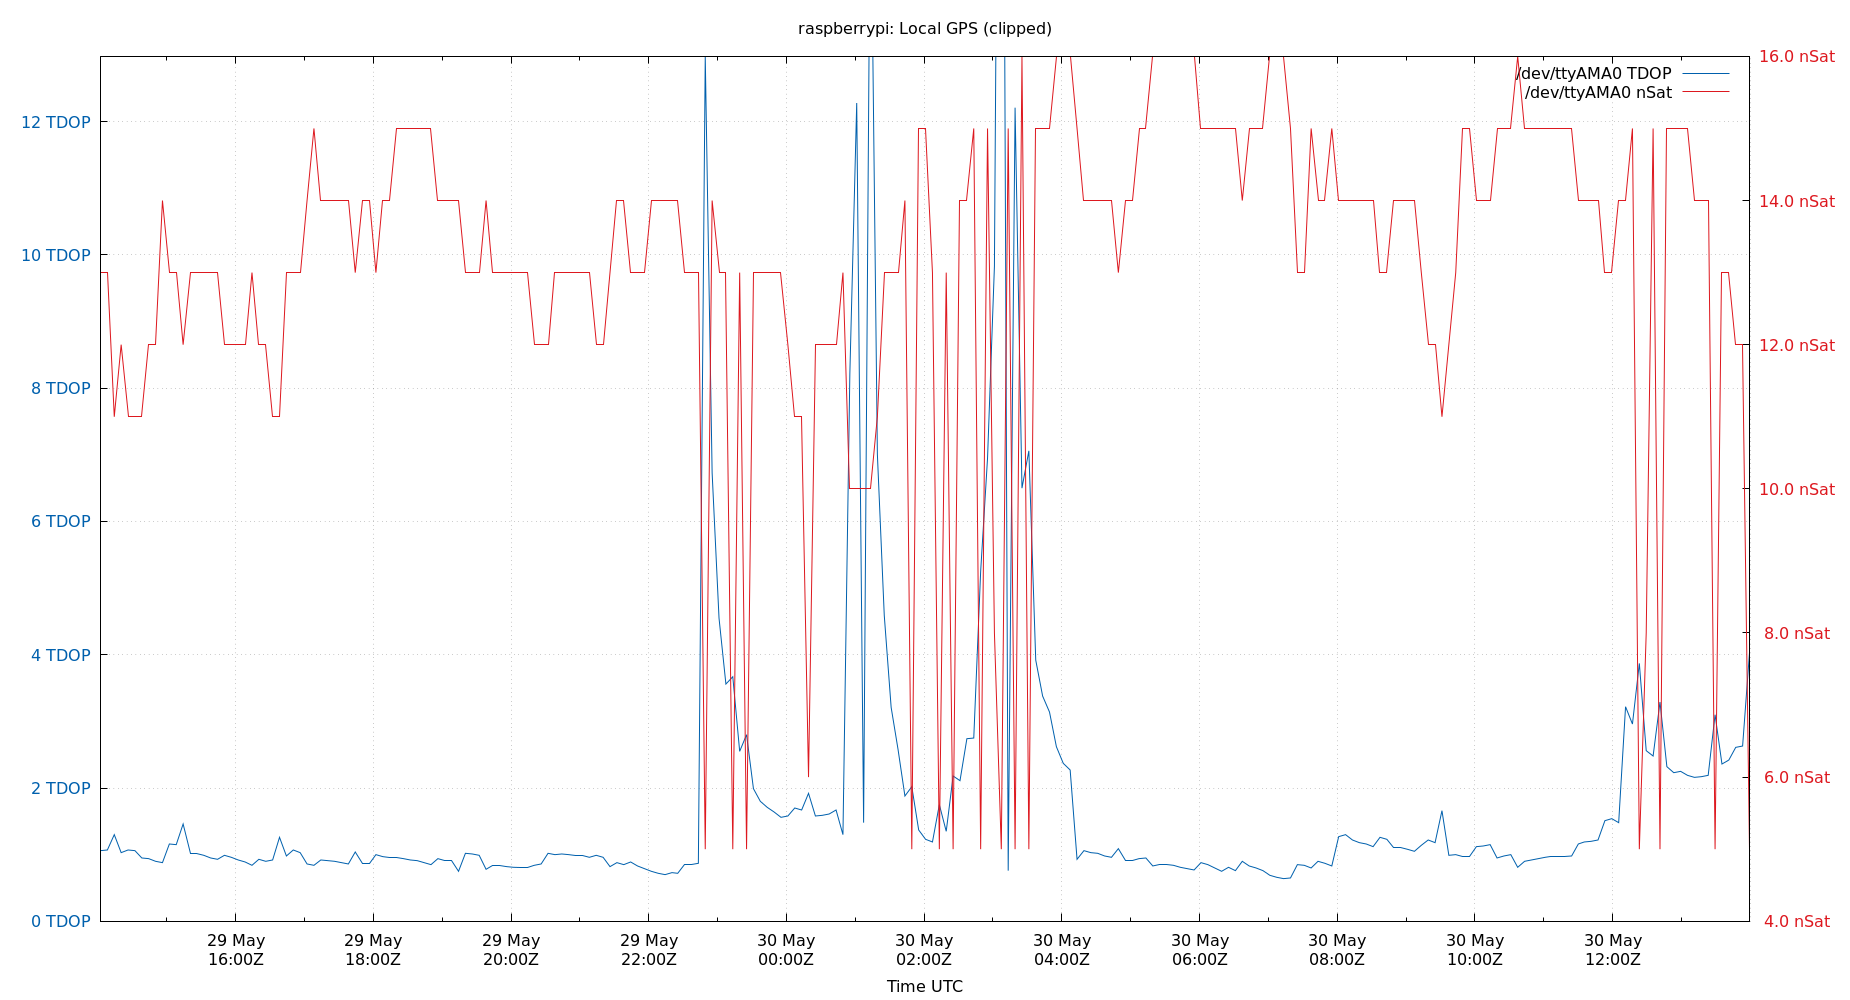 raspberrypi: Local GPS (clipped)
16.0 nSat
/dev/ttyAMA0 TDOP
/dev/ttyAMA0 nSat
12 TDOP
14.0 nSat
10 TDOP
12.0 nSat
8 TDOP
10.0 nSat
6 TDOP
8.0 nSat
4 TDOP
6.0 nSat
2 TDOP
0 TDOP
4.0 nSat
29 May 29 May 29 May 29 May 30 May 30 May 30 May 30 May 30 May 30 May 30 May
16:00Z 18:00Z 20:00Z 22:00Z 00:00Z 02:00Z 04:00Z 06:00Z 08:00Z 10:00Z 12:00Z
Time UTC